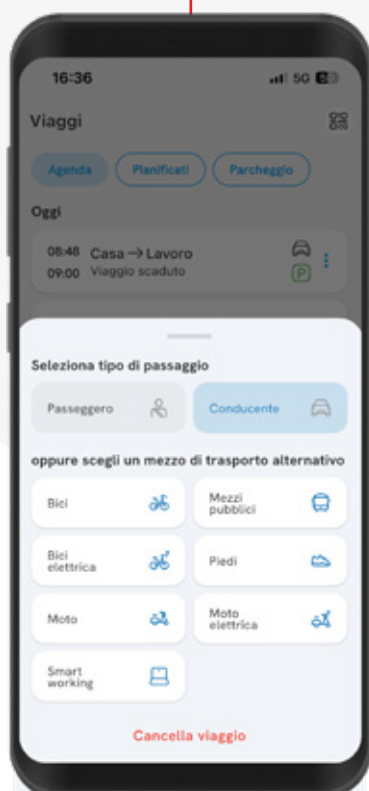 16:36 5G
Viaggi
Agenda Planificati Parcheggio
Oggi
08:48 Casa → Lavoro
09:00 Viaggio scaduto
P
Seleziona tipo di passaggio
Passeggero Conducente
oppure scegli un mezzo di trasporto alternativo
Bici
Mezzi
pubblici
Bici
elettrica
Piedi
Moto
Moto
elettrica
Smart
working
Cancella viaggio